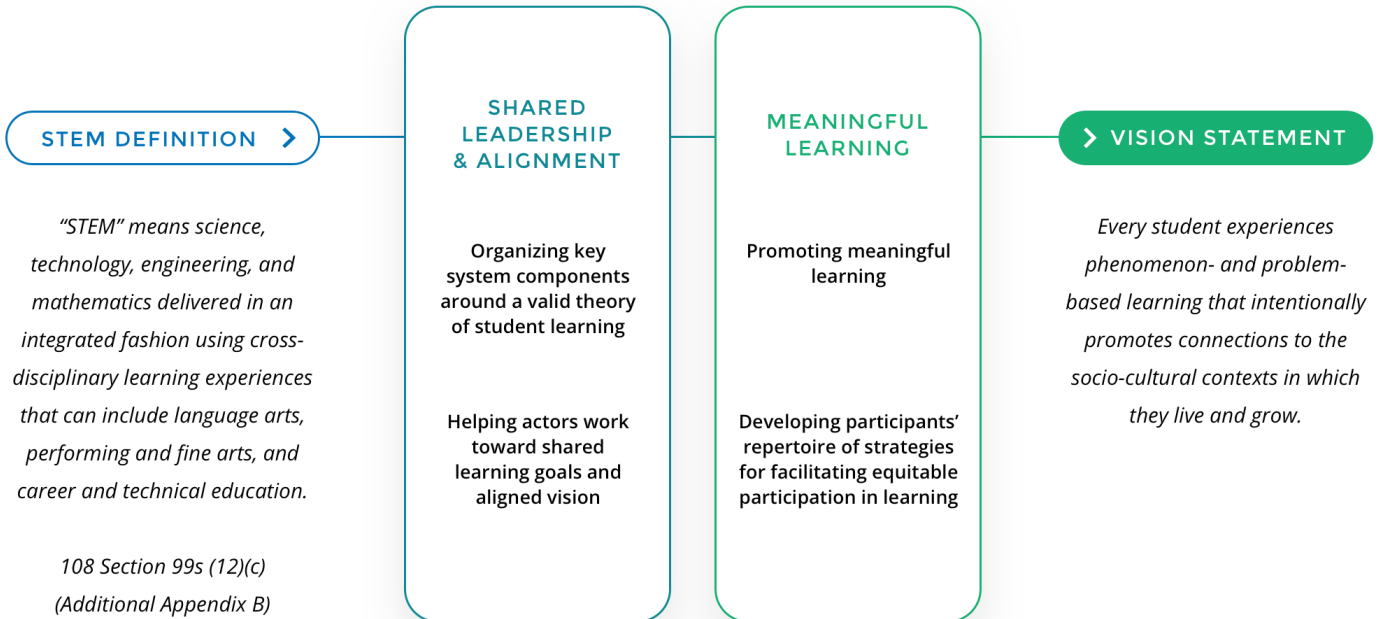 STEM DEFINITION
“STEM” means science,
technology, engineering, and
mathematics delivered in an
integrated fashion using cross-
disciplinary learning experiences
that can include language arts,
performing and fine arts, and
career and technical education.
108 Section 99s (12)(c)
(Additional Appendix B)
SHARED
LEADERSHIP
& ALIGNMENT
Organizing key
system components
around a valid theory
of student learning
Helping actors work
toward shared
learning goals and
aligned vision
MEANINGFUL
LEARNING
Promoting meaningful
learning
Developing participants’
repertoire of strategies
for facilitating equitable
participation in learning
VISION STATEMENT
Every student experiences
phenomenon- and problem-
based learning that intentionally
promotes connections to the
socio-cultural contexts in which
they live and grow.